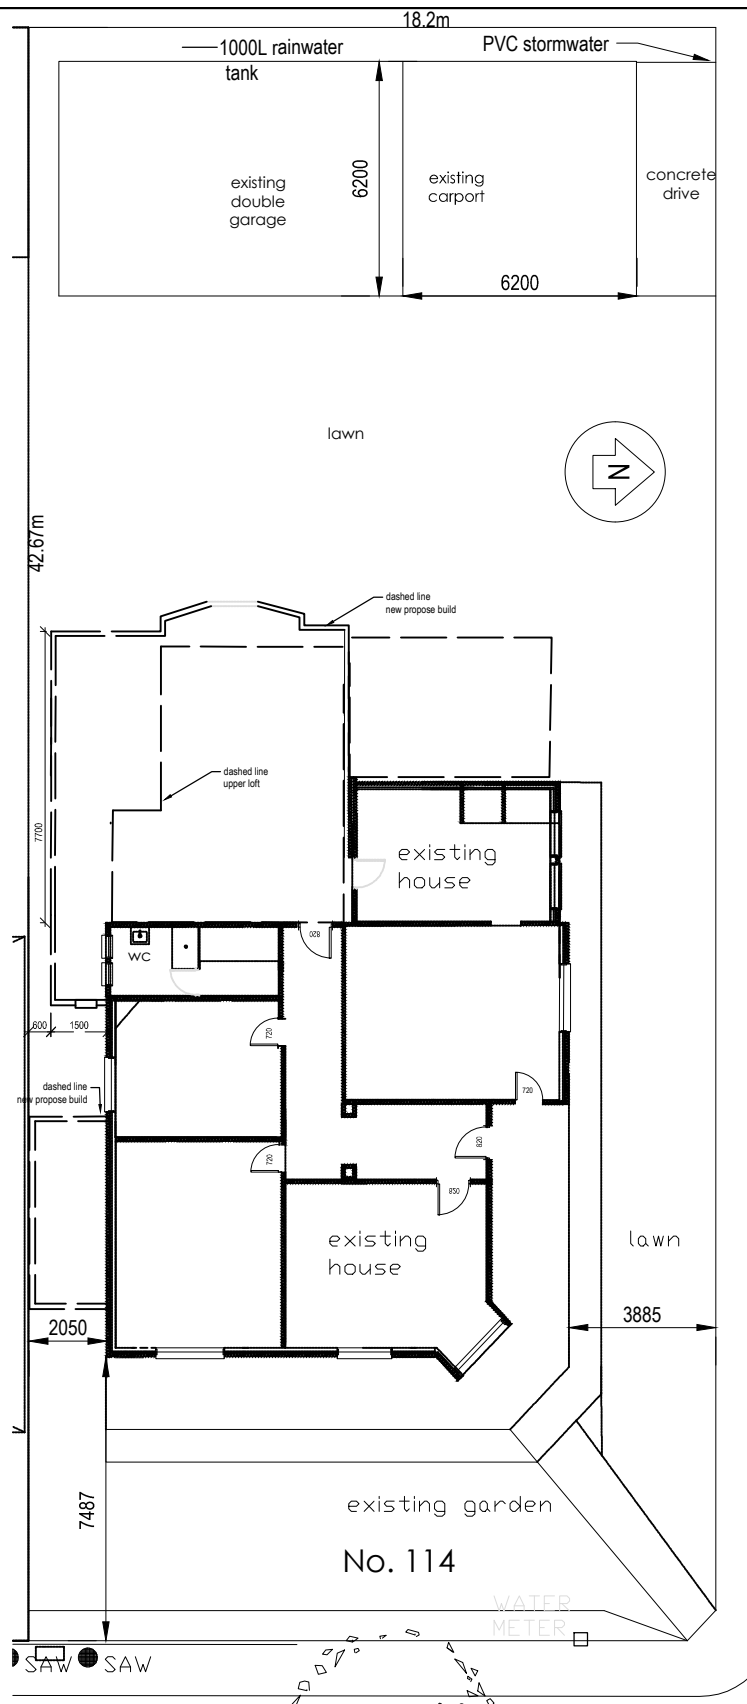 18.2m
1000L rainwater
tank
PVC stormwater
6200
existing
double
garage
existing
carport
concrete
drive
6200
lawn
N
42.67m
dashed line
new propose build
dashed line
upper loft
7700
existing
house
WC
820
600
1500
720
720
dashed line
new propose build
820
720
950
existing
house
lawn
2050
3885
7487
existing garden
No. 114
WATER
METER
SAW
SAW